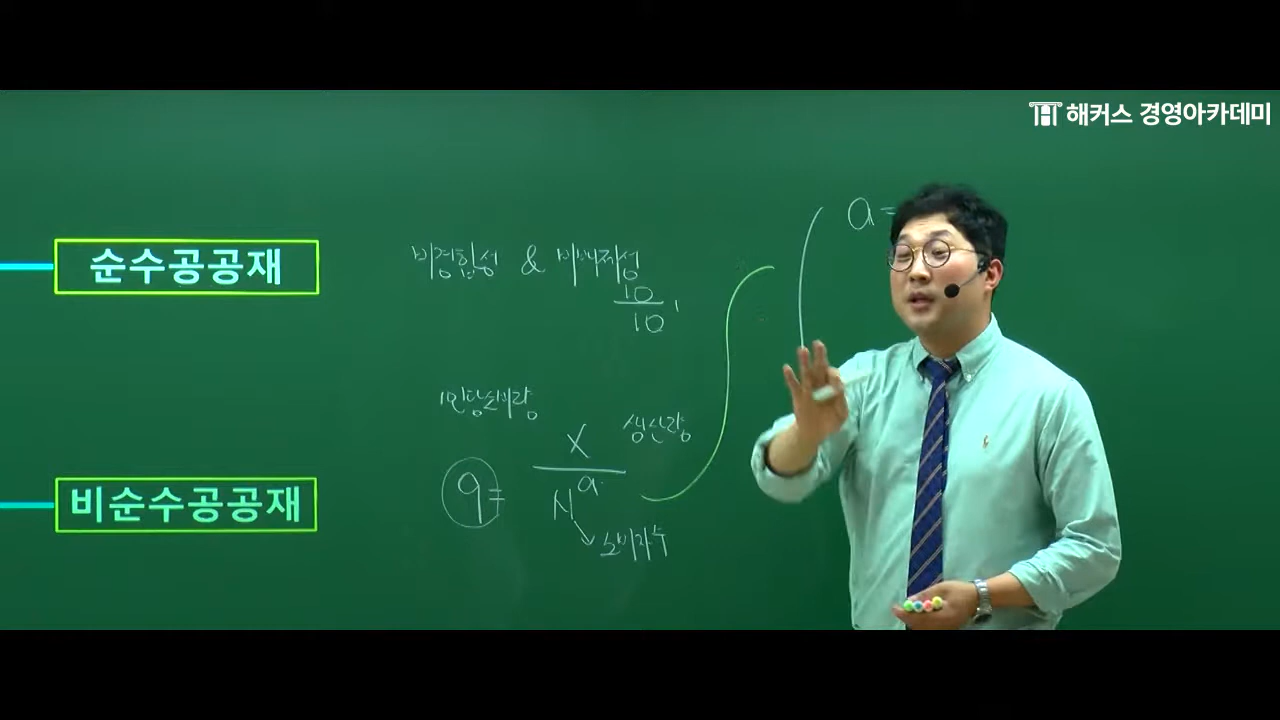 해커스 경영아카데미
순수공공재
비경합성 & 비배제성
10
10
a=
1인당소비량
X 생산량
q=
N^a
소비자수
비순수공공재